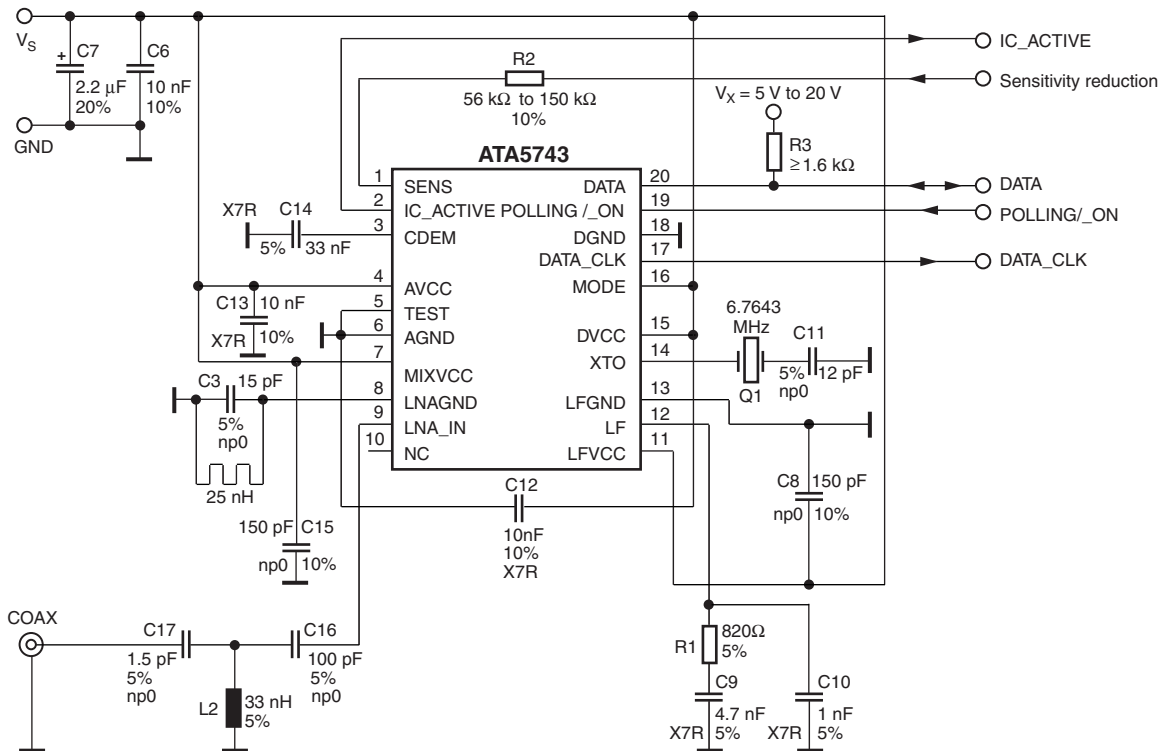 V_S
C7
+
2.2 μF
20%
C6
10 nF
10%
GND
IC_ACTIVE
R2
56 kΩ to 150 kΩ
10%
Sensitivity reduction
V_X = 5 V to 20 V
R3
≥1.6 kΩ
ATA5743
1 SENS DATA 20
DATA
2 IC_ACTIVE POLLING /_ON 19
POLLING/_ON
X7R C14
5% 33 nF
3 CDEM DGND 18
DATA_CLK 17
DATA_CLK
4 AVCC MODE 16
C13 10 nF
X7R 10%
5 TEST
6 AGND DVCC 15
7 MIXVCC XTO 14
6.7643
MHz
Q1
C11
5% 12 pF
np0
C3 15 pF
5%
np0
25 nH
8 LNAGND LFGND 13
9 LNA_IN LF 12
10 NC LFVCC 11
C12
10nF
10%
X7R
C8 150 pF
np0 10%
150 pF C15
np0 10%
COAX
C17
1.5 pF
5%
np0
C16
100 pF
5%
np0
L2 33 nH
5%
R1 820Ω
5%
C9
4.7 nF
X7R 5%
C10
1 nF
X7R 5%